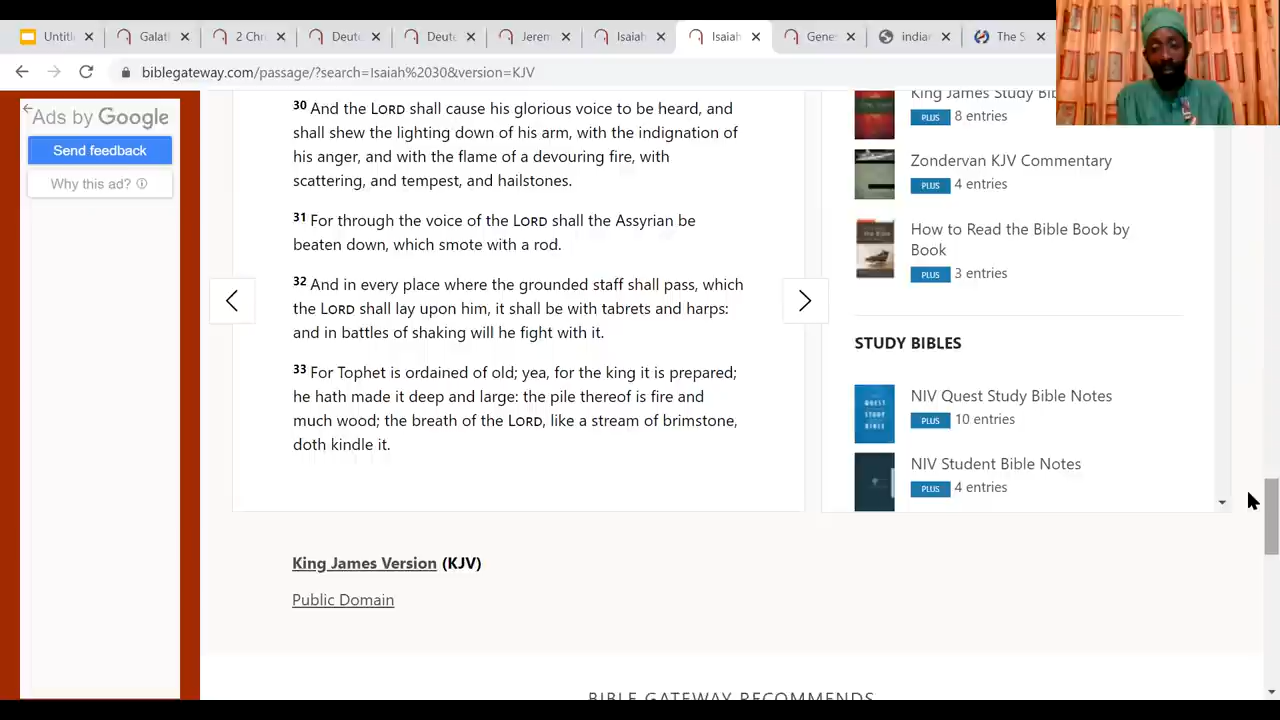 Untitl
Galat
2 Chr
Deut
Deut
Jerem
Isaiah
Isaiah
Gene
indian
The S
biblegateway.com/passage/?search=Isaiah%2030&version=KJV
Ads by Google
Send feedback
Why this ad?
30 And the LORD shall cause his glorious voice to be heard, and
shall shew the lighting down of his arm, with the indignation of
his anger, and with the flame of a devouring fire, with
scattering, and tempest, and hailstones.
31 For through the voice of the LORD shall the Assyrian be
beaten down, which smote with a rod.
32 And in every place where the grounded staff shall pass, which
the LORD shall lay upon him, it shall be with tabrets and harps:
and in battles of shaking will he fight with it.
33 For Tophet is ordained of old; yea, for the king it is prepared;
he hath made it deep and large: the pile thereof is fire and
much wood; the breath of the LORD, like a stream of brimstone,
doth kindle it.
King James Version (KJV)
Public Domain
King James Study Bib
PLUS 8 entries
Zondervan KJV Commentary
PLUS 4 entries
How to Read the Bible Book by
Book
PLUS 3 entries
STUDY BIBLES
QUEST
STUDY
BIBLE
NIV Quest Study Bible Notes
PLUS 10 entries
NIV Student Bible Notes
PLUS 4 entries
BIBLE GATEWAY RECOMMENDS